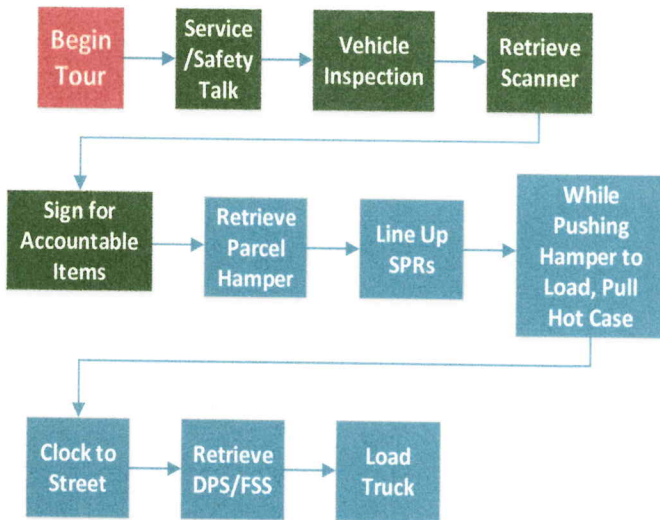 Begin
Tour
Service
/Safety
Talk
Vehicle
Inspection
Retrieve
Scanner
Sign for
Accountable
Items
Retrieve
Parcel
Hamper
Line Up
SPRs
While
Pushing
Hamper to
Load, Pull
Hot Case
Clock to
Street
Retrieve
DPS/FSS
Load
Truck